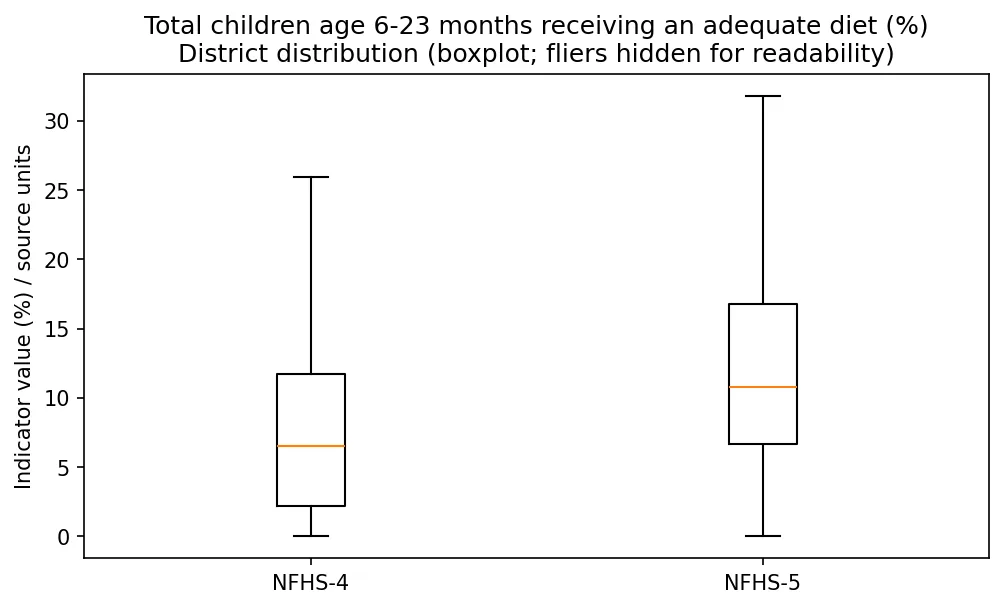 Total children age 6-23 months receiving an adequate diet (%)
District distribution (boxplot; fliers hidden for readability)
Indicator value (%) / source units
30
25
20
15
10
5
0
NFHS-4
NFHS-5